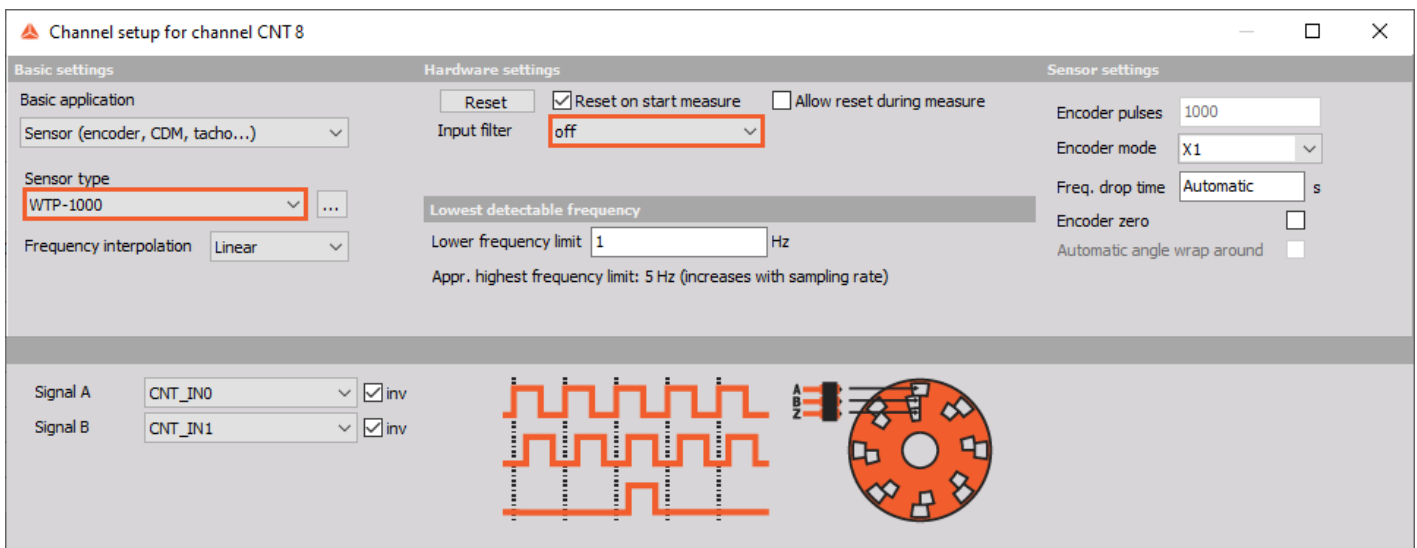 Channel setup for channel CNT 8
Basic settings
Basic application
Sensor (encoder, CDM, tacho...)
Sensor type
WTP-1000
...
Frequency interpolation Linear
Hardware settings
Reset Reset on start measure Allow reset during measure
Input filter off
Lowest detectable frequency
Lower frequency limit 1 Hz
Appr. highest frequency limit: 5 Hz (increases with sampling rate)
Sensor settings
Encoder pulses 1000
Encoder mode X1
Freq. drop time Automatic s
Encoder zero
Automatic angle wrap around
Signal A CNT_IN0 inv
Signal B CNT_IN1 inv
A
B
Z